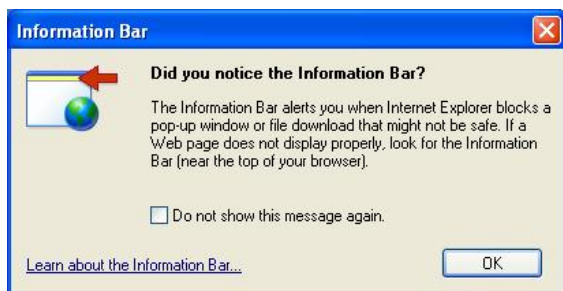 Information Bar
Did you notice the Information Bar?
The Information Bar alerts you when Internet Explorer blocks a
pop-up window or file download that might not be safe. If a
Web page does not display properly, look for the Information
Bar (near the top of your browser).
Do not show this message again.
Learn about the Information Bar...
OK